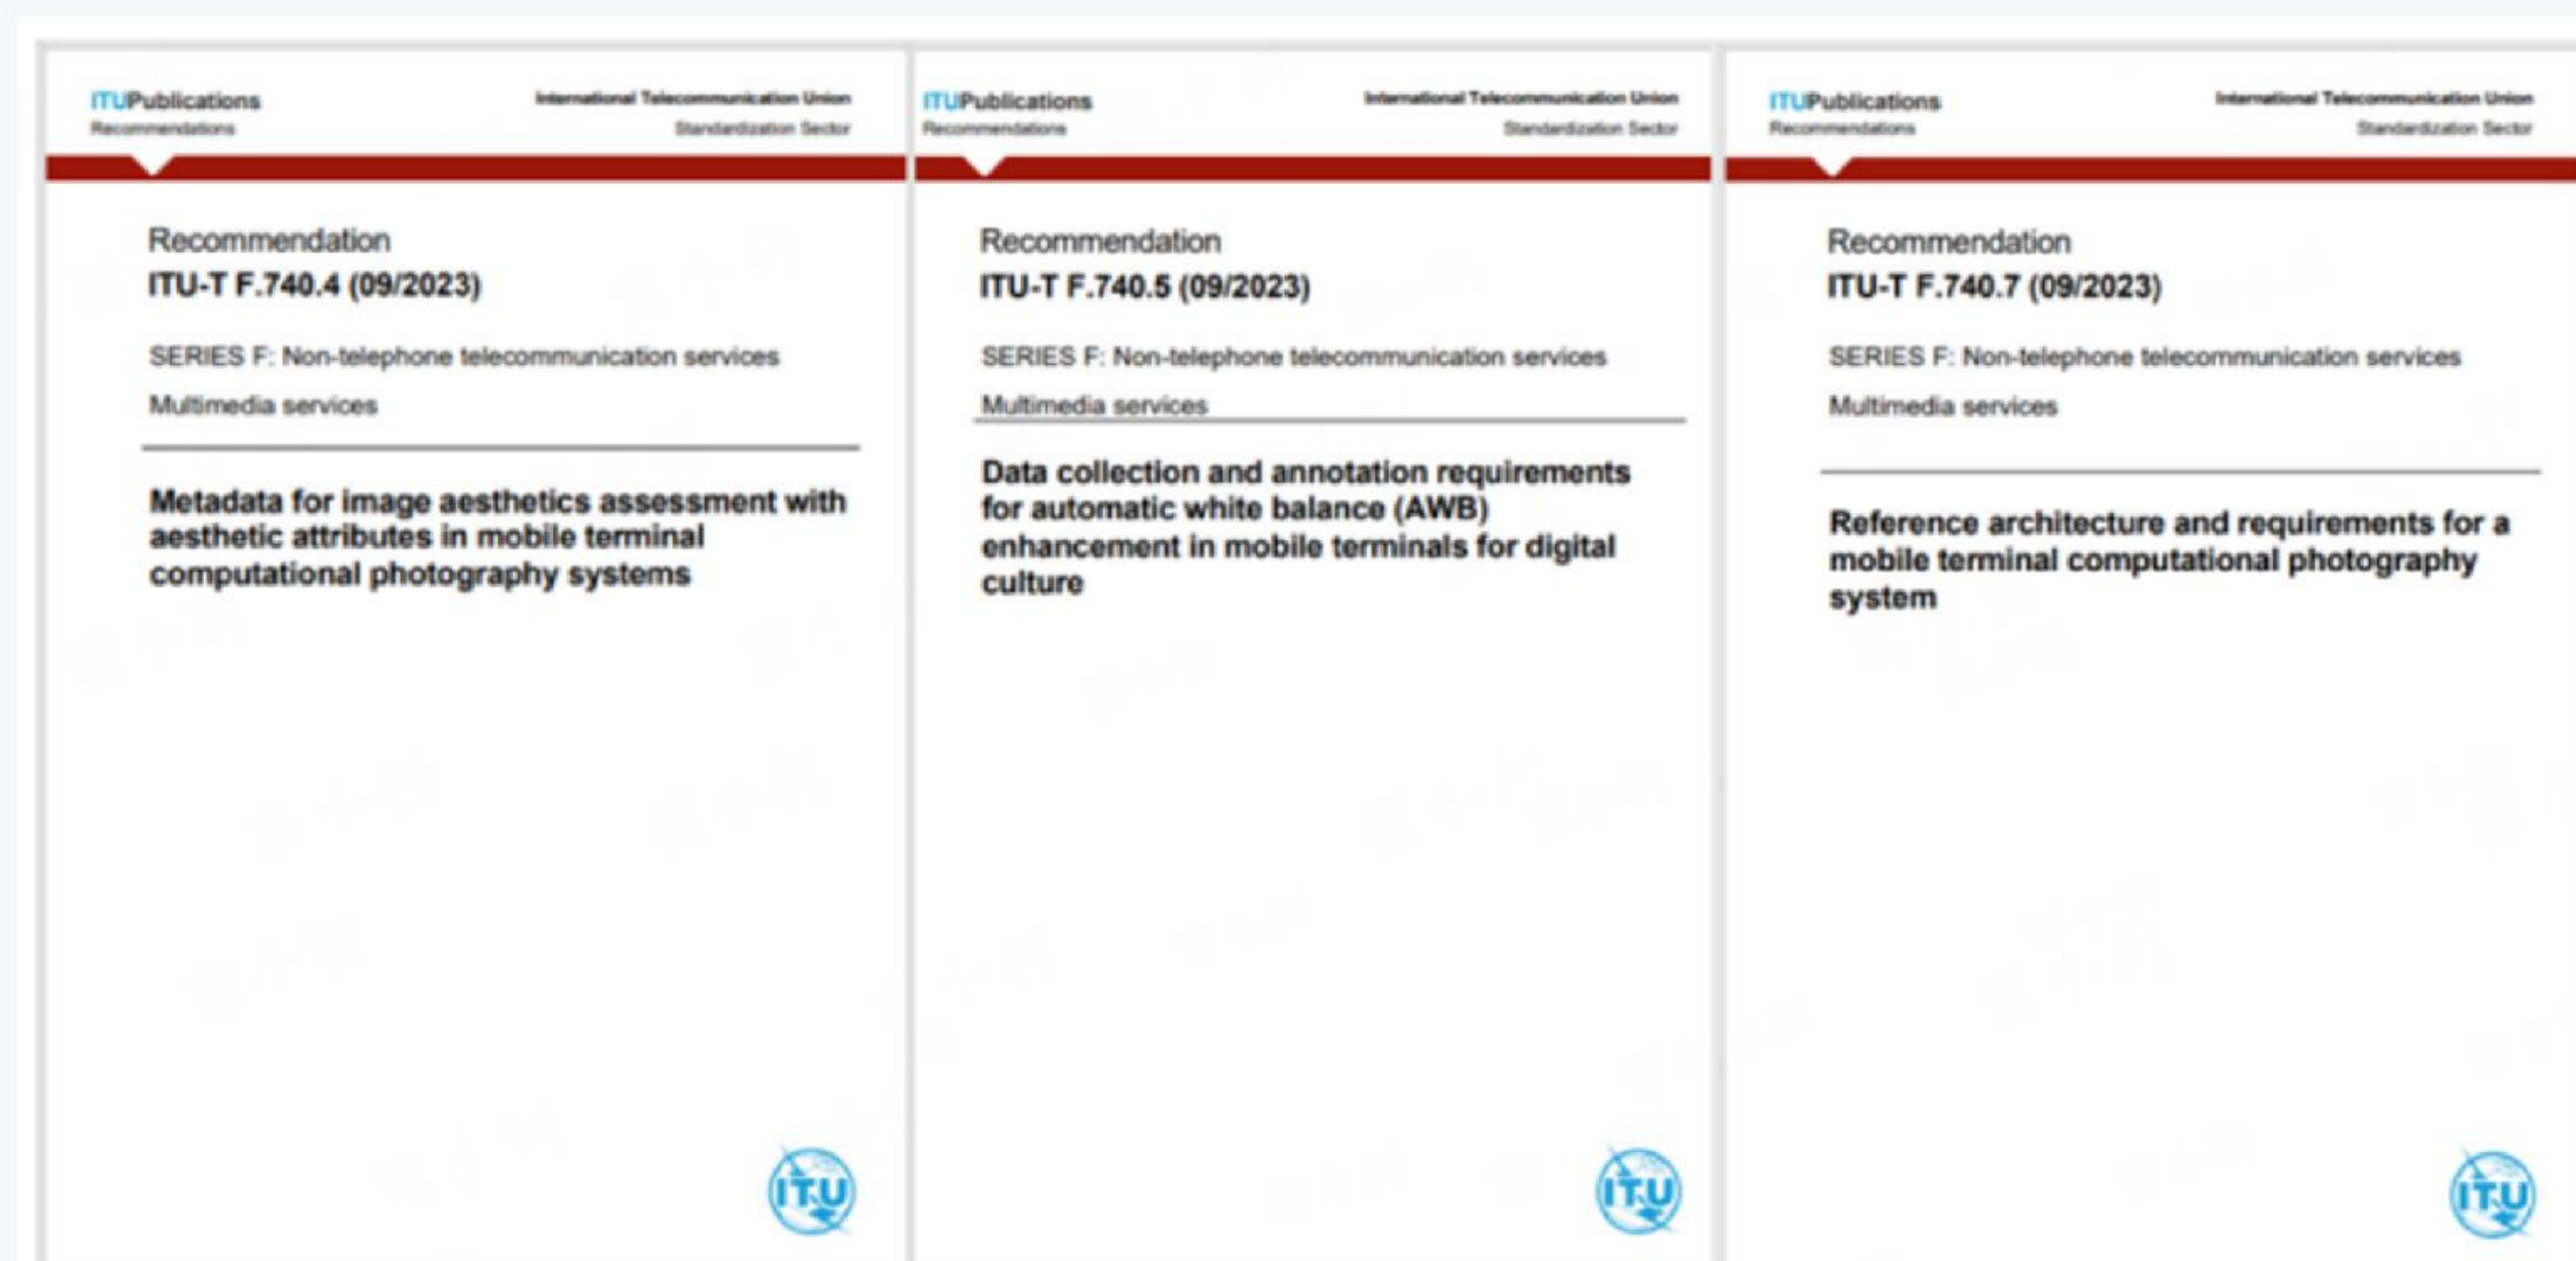 ITUPublications
International Telecommunication Union
Recommendations
Standardization Sector
Recommendation
ITU-T F.740.4 (09/2023)
SERIES F: Non-telephone telecommunication services
Multimedia services
Metadata for image aesthetics assessment with
aesthetic attributes in mobile terminal
computational photography systems
ITU
ITUPublications
International Telecommunication Union
Recommendations
Standardization Sector
Recommendation
ITU-T F.740.5 (09/2023)
SERIES F: Non-telephone telecommunication services
Multimedia services
Data collection and annotation requirements
for automatic white balance (AWB)
enhancement in mobile terminals for digital
culture
ITU
ITUPublications
International Telecommunication Union
Recommendations
Standardization Sector
Recommendation
ITU-T F.740.7 (09/2023)
SERIES F: Non-telephone telecommunication services
Multimedia services
Reference architecture and requirements for a
mobile terminal computational photography
system
ITU